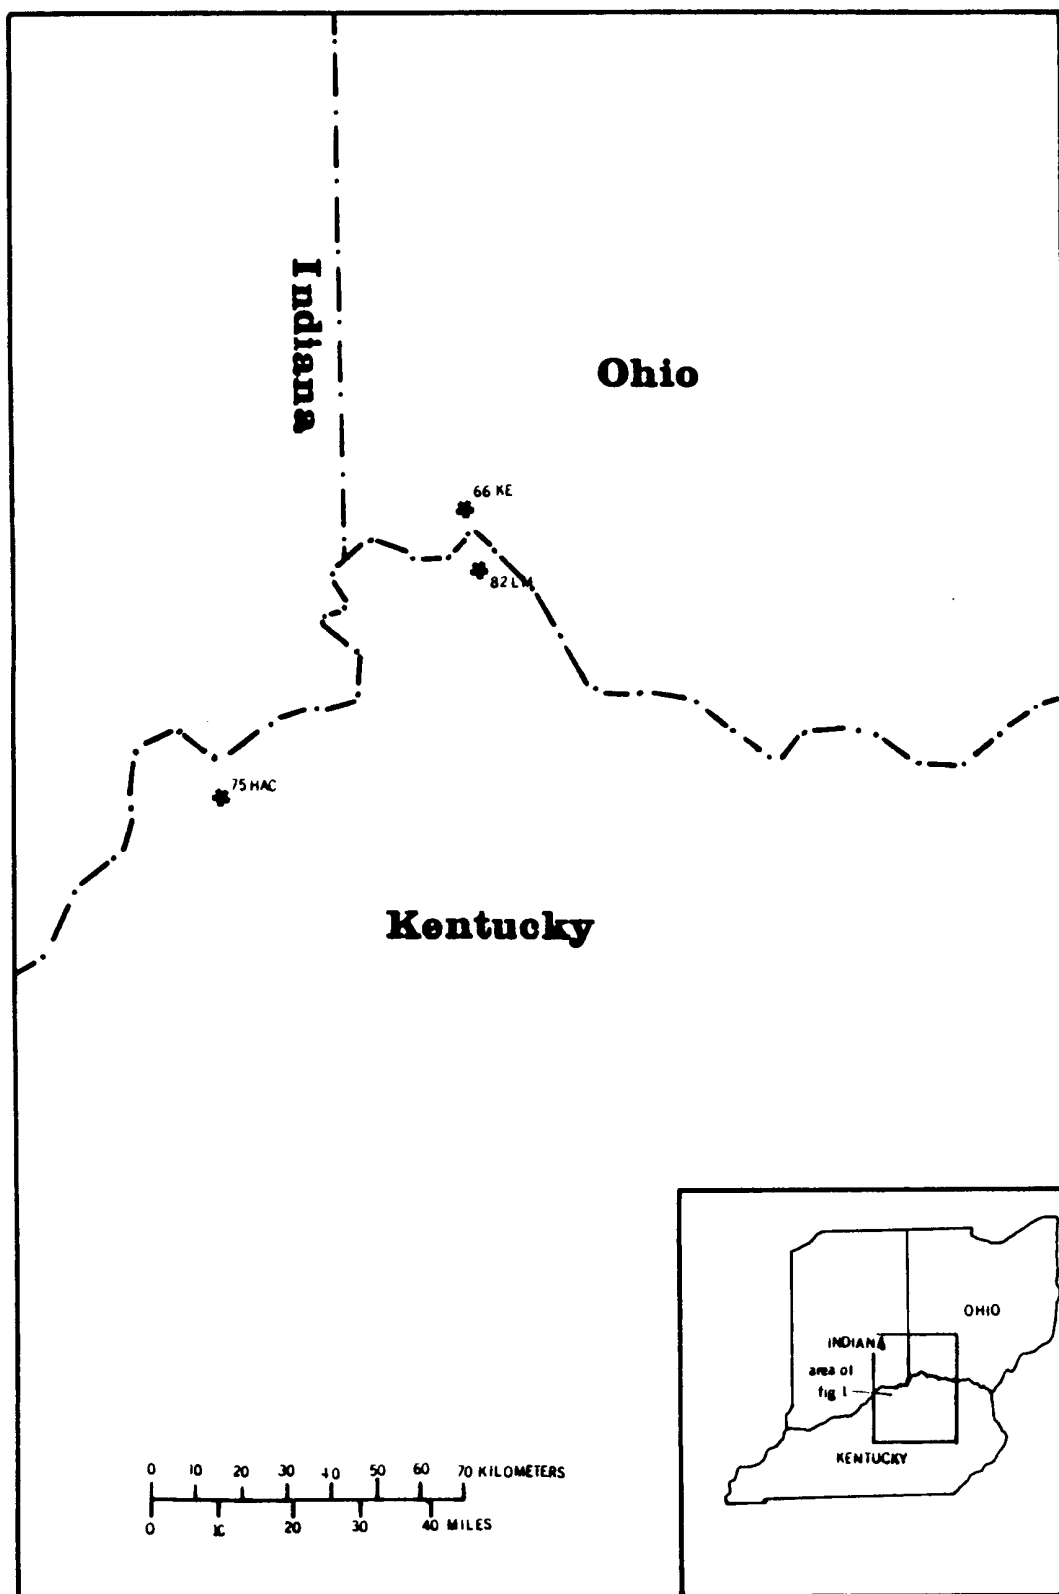 Indiana
Ohio
66 KE
82 LM
75 HAC
Kentucky
OHIO
INDIANA
area of
fig 1
KENTUCKY
0 10 20 30 40 50 60 70 KILOMETERS
0 10 20 30 40 MILES